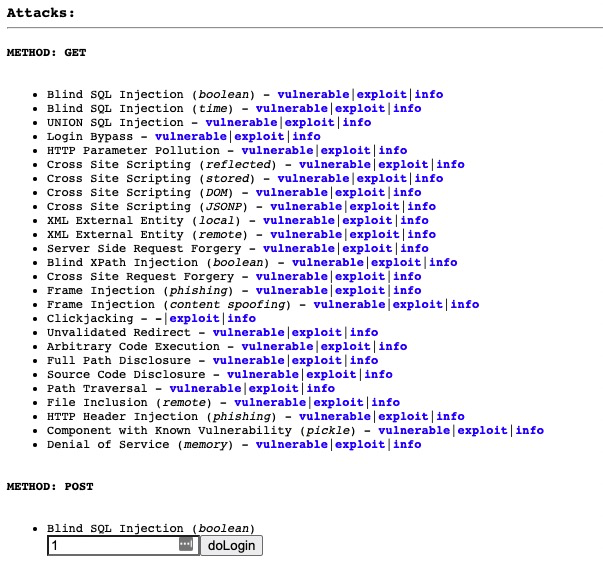 Attacks:
METHOD: GET
Blind SQL Injection (boolean) - vulnerable|exploit|info
Blind SQL Injection (time) - vulnerable|exploit|info
UNION SQL Injection - vulnerable|exploit|info
Login Bypass - vulnerable|exploit|info
HTTP Parameter Pollution - vulnerable|exploit|info
Cross Site Scripting (reflected) - vulnerable|exploit|info
Cross Site Scripting (stored) - vulnerable|exploit|info
Cross Site Scripting (DOM) - vulnerable|exploit|info
Cross Site Scripting (JSONP) - vulnerable|exploit|info
XML External Entity (local) - vulnerable|exploit|info
XML External Entity (remote) - vulnerable|exploit|info
Server Side Request Forgery - vulnerable|exploit|info
Blind XPath Injection (boolean) - vulnerable|exploit|info
Cross Site Request Forgery - vulnerable|exploit|info
Frame Injection (phishing) - vulnerable|exploit|info
Frame Injection (content spoofing) - vulnerable|exploit|info
Clickjacking - -|exploit|info
Unvalidated Redirect - vulnerable|exploit|info
Arbitrary Code Execution - vulnerable|exploit|info
Full Path Disclosure - vulnerable|exploit|info
Source Code Disclosure - vulnerable|exploit|info
Path Traversal - vulnerable|exploit|info
File Inclusion (remote) - vulnerable|exploit|info
HTTP Header Injection (phishing) - vulnerable|exploit|info
Component with Known Vulnerability (pickle) - vulnerable|exploit|info
Denial of Service (memory) - vulnerable|exploit|info
METHOD: POST
Blind SQL Injection (boolean)
1 doLogin